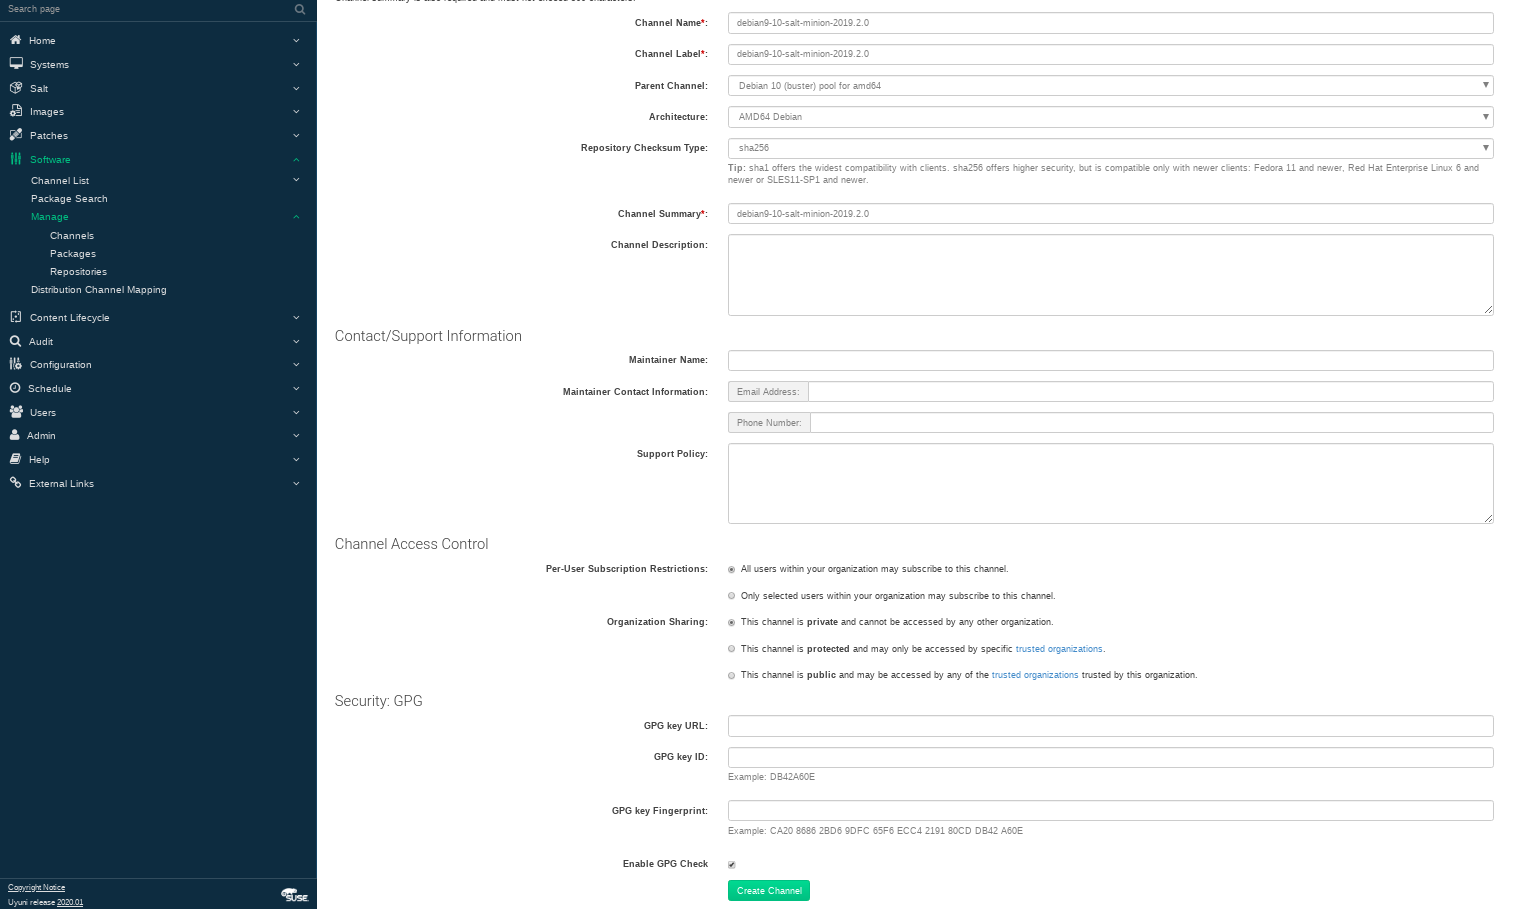 Search page
Home
Systems
Salt
Images
Patches
Software
Channel List
Package Search
Manage
Channels
Packages
Repositories
Distribution Channel Mapping
Content Lifecycle
Audit
Configuration
Schedule
Users
Admin
Help
External Links
Copyright Notice
Uyuni release 2020.01
SUSE
Channel Name*: debian9-10-salt-minion-2019.2.0
Channel Label*: debian9-10-salt-minion-2019.2.0
Parent Channel: Debian 10 (buster) pool for amd64
Architecture: AMD64 Debian
Repository Checksum Type: sha256
Tip: sha1 offers the widest compatibility with clients. sha256 offers higher security, but is compatible only with newer clients: Fedora 11 and newer, Red Hat Enterprise Linux 6 and
newer or SLES11-SP1 and newer.
Channel Summary*: debian9-10-salt-minion-2019.2.0
Channel Description:
Contact/Support Information
Maintainer Name:
Maintainer Contact Information: Email Address:
Phone Number:
Support Policy:
Channel Access Control
Per-User Subscription Restrictions: All users within your organization may subscribe to this channel.
Only selected users within your organization may subscribe to this channel.
Organization Sharing: This channel is private and cannot be accessed by any other organization.
This channel is protected and may only be accessed by specific trusted organizations.
This channel is public and may be accessed by any of the trusted organizations trusted by this organization.
Security: GPG
GPG key URL:
GPG key ID:
Example: DB42A60E
GPG key Fingerprint:
Example: CA20 8686 2BD6 9DFC 65F6 ECC4 2191 80CD DB42 A60E
Enable GPG Check
Create Channel